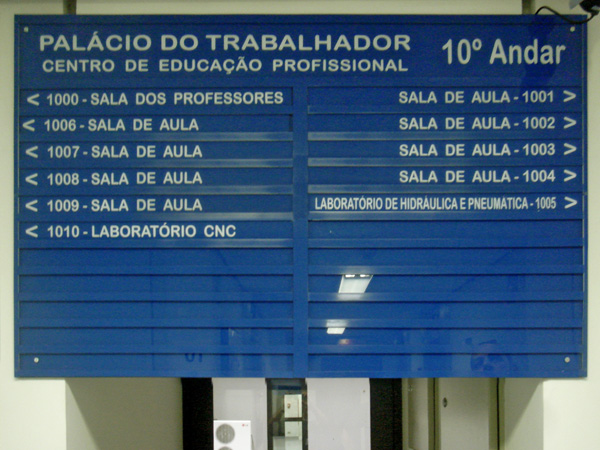 PALÁCIO DO TRABALHADOR
CENTRO DE EDUCAÇÃO PROFISSIONAL
10º Andar
< 1000 - SALA DOS PROFESSORES
< 1006 - SALA DE AULA
< 1007 - SALA DE AULA
< 1008 - SALA DE AULA
< 1009 - SALA DE AULA
< 1010 - LABORATÓRIO CNC
SALA DE AULA - 1001 >
SALA DE AULA - 1002 >
SALA DE AULA - 1003 >
SALA DE AULA - 1004 >
LABORATÓRIO DE HIDRÁULICA E PNEUMÁTICA - 1005 >